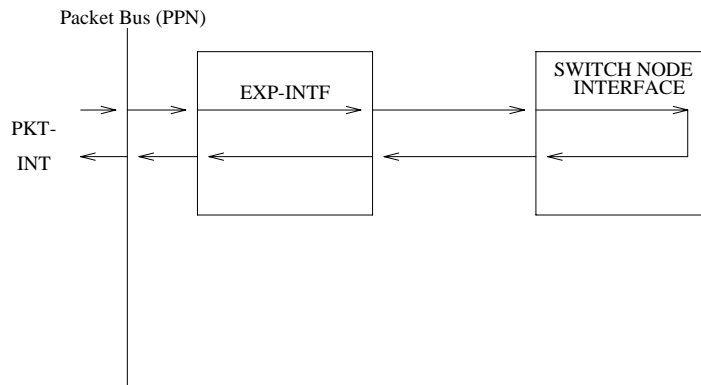 Packet Bus (PPN)
EXP-INTF
SWITCH NODE
INTERFACE
PKT-
INT